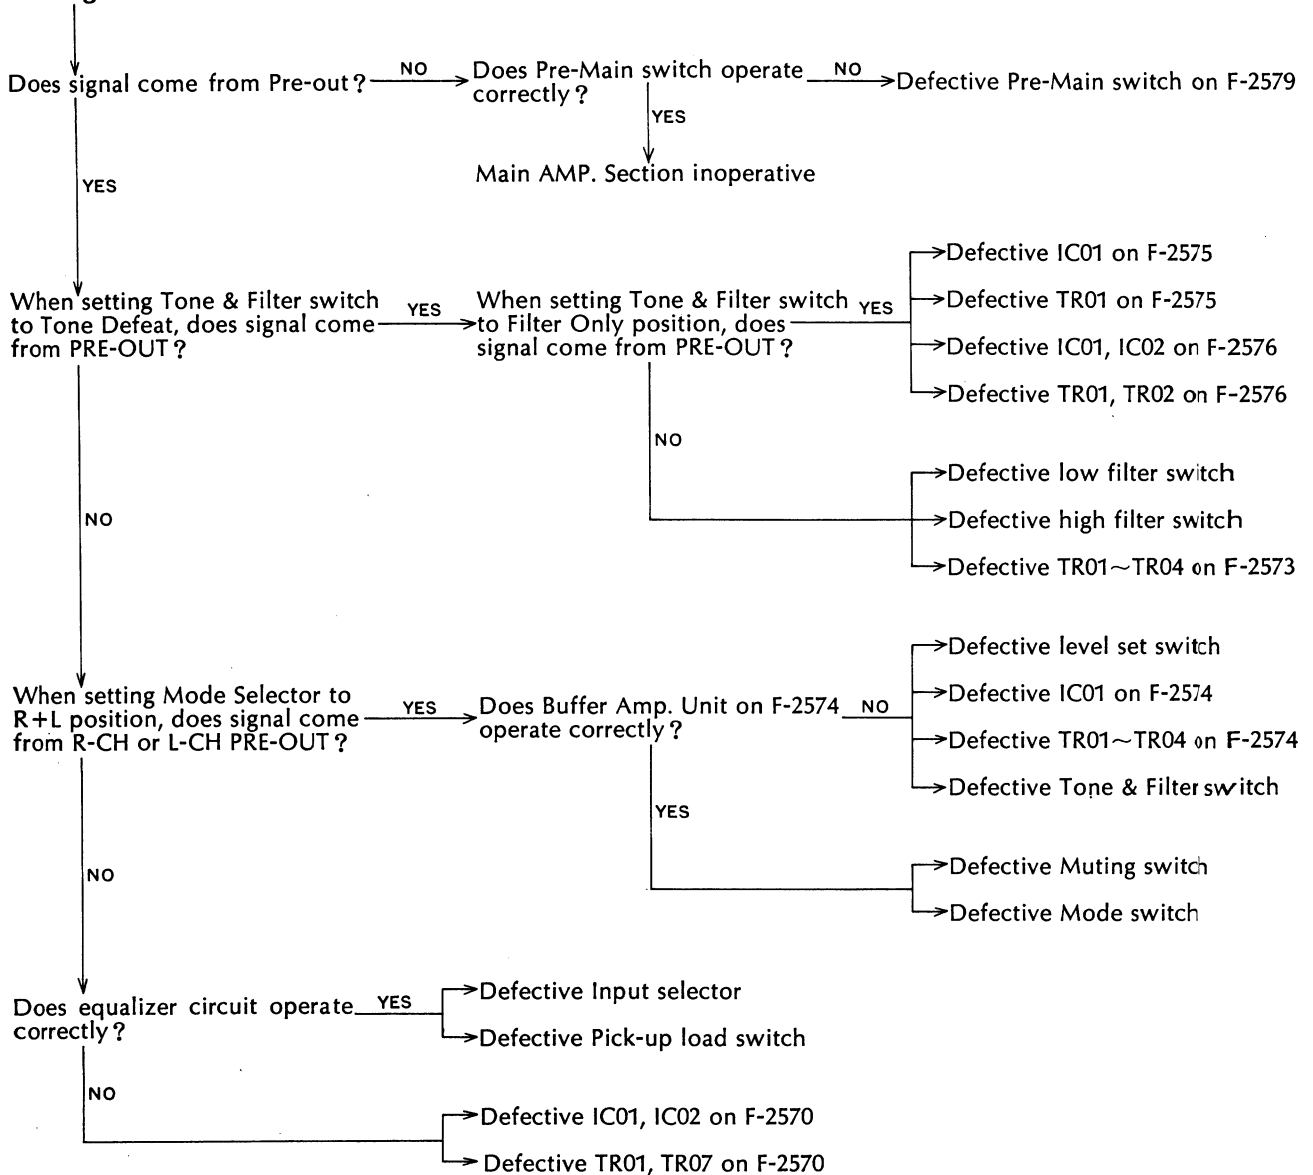 Does signal come from Pre-out?
NO
Does Pre-Main switch operate
correctly?
NO
Defective Pre-Main switch on F-2579
YES
Main AMP. Section inoperative
YES
When setting Tone & Filter switch
to Tone Defeat, does signal come
from PRE-OUT?
YES
When setting Tone & Filter switch
to Filter Only position, does
signal come from PRE-OUT?
YES
Defective IC01 on F-2575
Defective TR01 on F-2575
Defective IC01, IC02 on F-2576
Defective TR01, TR02 on F-2576
NO
Defective low filter switch
Defective high filter switch
Defective TR01~TR04 on F-2573
NO
When setting Mode Selector to
R+L position, does signal come
from R-CH or L-CH PRE-OUT?
YES
Does Buffer Amp. Unit on F-2574
operate correctly?
NO
Defective level set switch
Defective IC01 on F-2574
Defective TR01~TR04 on F-2574
Defective Tone & Filter switch
YES
Defective Muting switch
Defective Mode switch
NO
Does equalizer circuit operate
correctly?
YES
Defective Input selector
Defective Pick-up load switch
NO
Defective IC01, IC02 on F-2570
Defective TR01, TR07 on F-2570